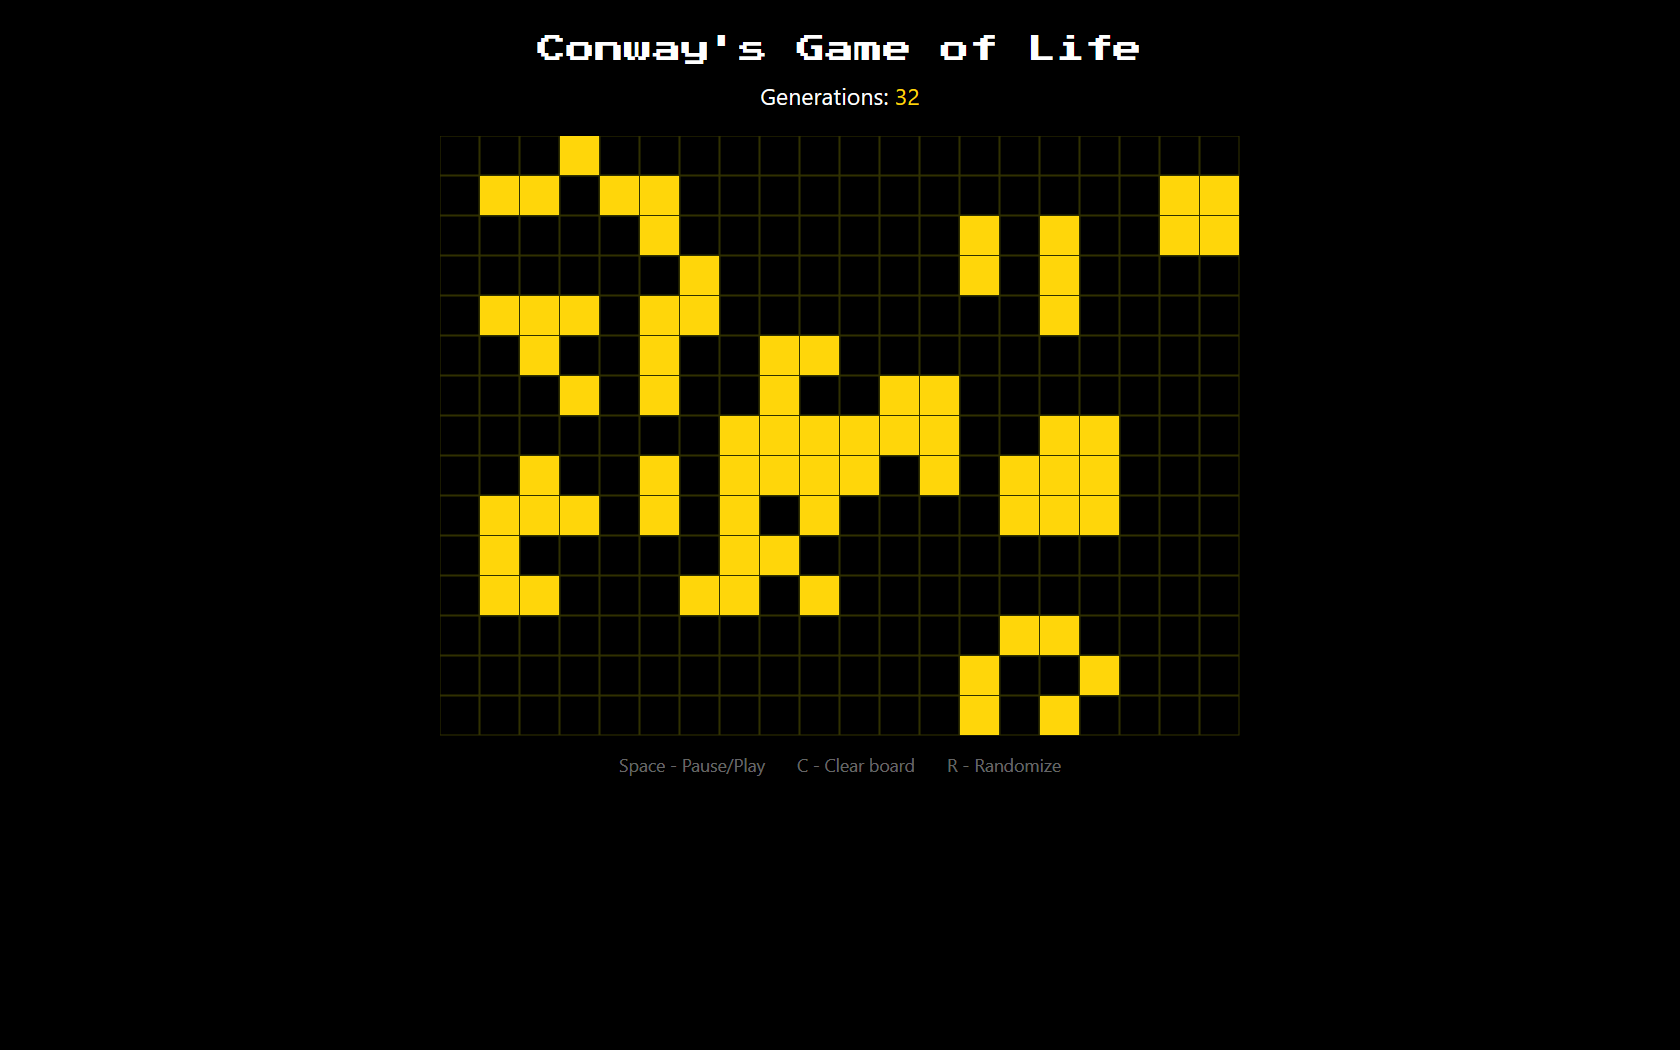 Conway's Game of Life
Generations: 32
Space - Pause/Play C - Clear board R - Randomize